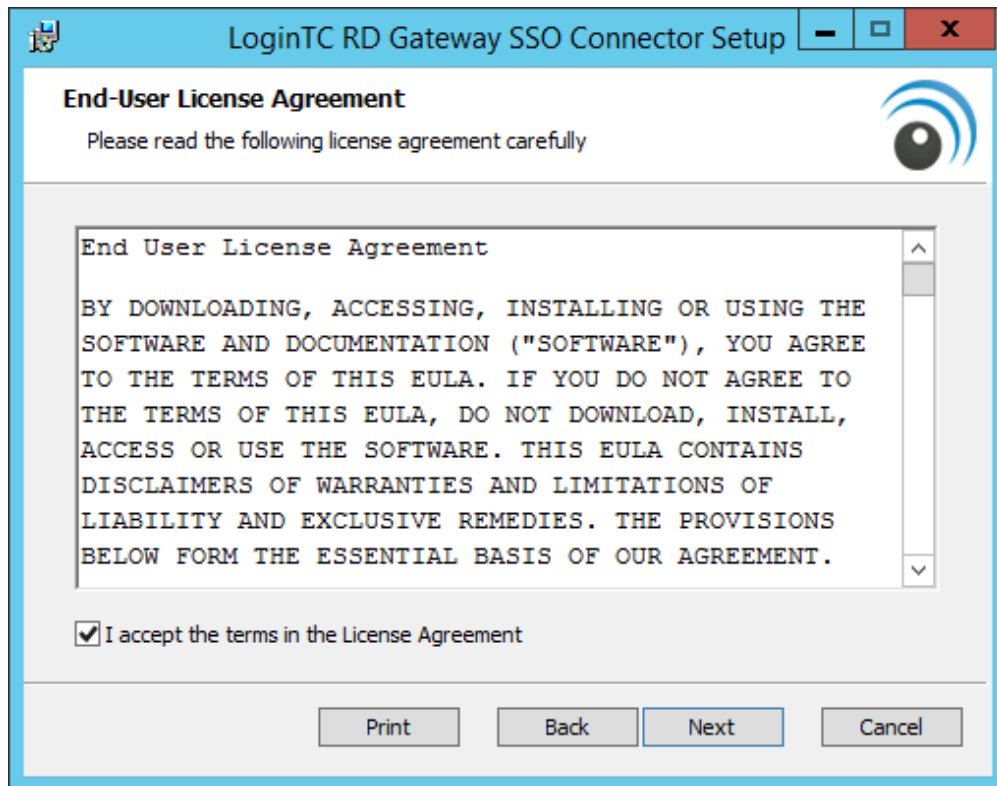 LoginTC RD Gateway SSO Connector Setup
End-User License Agreement
Please read the following license agreement carefully
End User License Agreement
BY DOWNLOADING, ACCESSING, INSTALLING OR USING THE
SOFTWARE AND DOCUMENTATION ("SOFTWARE"), YOU AGREE
TO THE TERMS OF THIS EULA. IF YOU DO NOT AGREE TO
THE TERMS OF THIS EULA, DO NOT DOWNLOAD, INSTALL,
ACCESS OR USE THE SOFTWARE. THIS EULA CONTAINS
DISCLAIMERS OF WARRANTIES AND LIMITATIONS OF
LIABILITY AND EXCLUSIVE REMEDIES. THE PROVISIONS
BELOW FORM THE ESSENTIAL BASIS OF OUR AGREEMENT.
I accept the terms in the License Agreement
Print Back Next Cancel